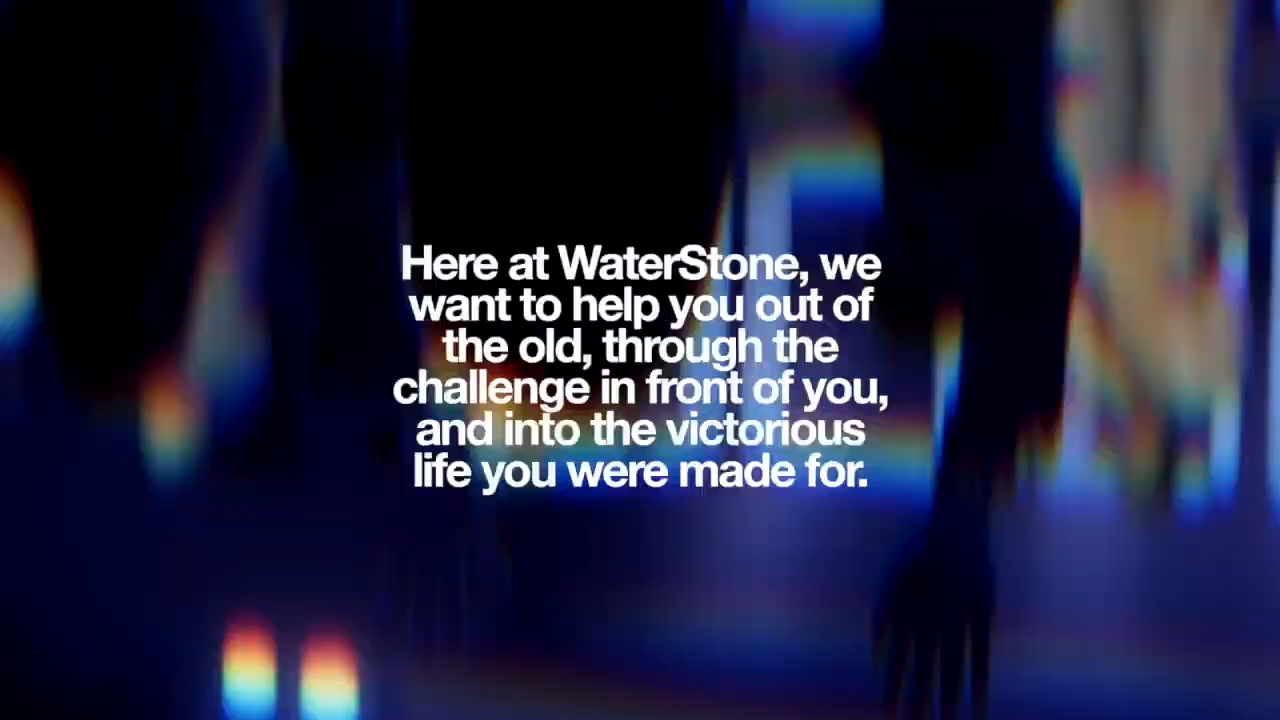 Here at WaterStone, we
want to help you out of
the old, through the
challenge in front of you,
and into the victorious
life you were made for.